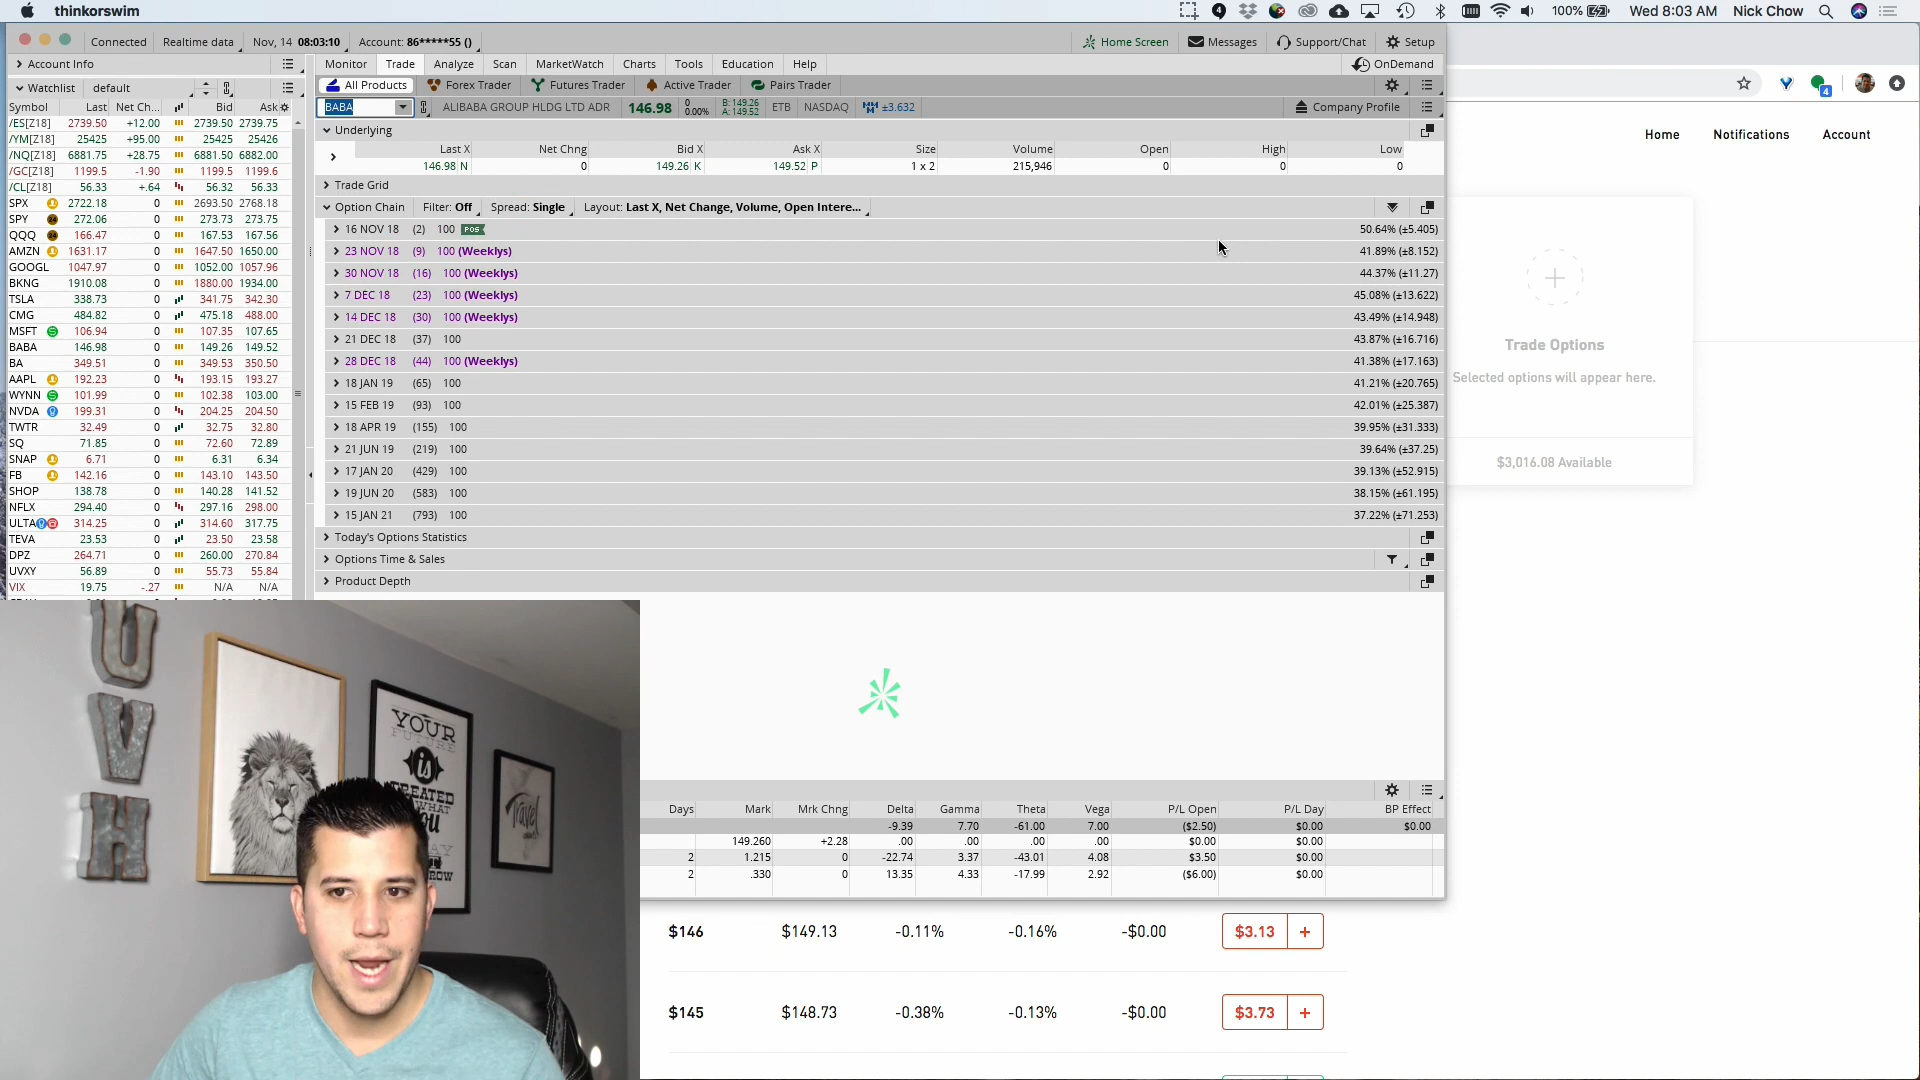 thinkorswim
4
100%
Wed 8:03 AM
Nick Chow
Connected
Realtime data
Nov, 14 08:03:10
Account: 86*****55 ()
Home Screen
Messages
Support/Chat
Setup
Account Info
Monitor
Trade
Analyze
Scan
MarketWatch
Charts
Tools
Education
Help
OnDemand
Watchlist
default
All Products
Forex Trader
Futures Trader
Active Trader
Pairs Trader
Symbol Last Net Ch... Bid Ask
/ES[Z18] 2739.50 +12.00 2739.50 2739.75
/YM[Z18] 25425 +95.00 25425 25426
/NQ[Z18] 6881.75 +28.75 6881.50 6882.00
/GC[Z18] 1199.5 -1.90 1199.5 1199.6
/CL[Z18] 56.33 +.64 56.32 56.33
SPX 2722.18 0 2693.50 2768.18
SPY 272.06 0 273.73 273.75
QQQ 166.47 0 167.53 167.56
AMZN 1631.17 0 1647.50 1650.00
GOOGL 1047.97 0 1052.00 1057.96
BKNG 1910.08 0 1880.00 1934.00
TSLA 338.73 0 341.75 342.30
CMG 484.82 0 475.18 488.00
MSFT 106.94 0 107.35 107.65
BABA 146.98 0 149.26 149.52
BA 349.51 0 349.53 350.50
AAPL 192.23 0 193.15 193.27
WYNN 101.99 0 102.38 103.00
NVDA 199.31 0 204.25 204.50
TWTR 32.49 0 32.75 32.80
SQ 71.85 0 72.60 72.89
SNAP 6.71 0 6.31 6.34
FB 142.16 0 143.10 143.50
SHOP 138.78 0 140.28 141.52
NFLX 294.40 0 297.16 298.00
ULTA 314.25 0 314.60 317.75
TEVA 23.53 0 23.50 23.58
DPZ 264.71 0 260.00 270.84
UVXY 56.89 0 55.73 55.84
VIX 19.75 -.27 N/A N/A
BABA
ALIBABA GROUP HLDG LTD ADR
146.98
0
0.00%
B: 149.26
A: 149.52
ETB
NASDAQ
±3.632
Company Profile
Underlying
Last X Net Chng Bid X Ask X Size Volume Open High Low
146.98 N 0 149.26 K 149.52 P 1 x 2 215,946 0 0 0
Trade Grid
Option Chain
Filter: Off
Spread: Single
Layout: Last X, Net Change, Volume, Open Intere...
16 NOV 18 (2) 100 POS 50.64% (±5.405)
23 NOV 18 (9) 100 (Weeklys) 41.89% (±8.152)
30 NOV 18 (16) 100 (Weeklys) 44.37% (±11.27)
7 DEC 18 (23) 100 (Weeklys) 45.08% (±13.622)
14 DEC 18 (30) 100 (Weeklys) 43.49% (±14.948)
21 DEC 18 (37) 100 43.87% (±16.716)
28 DEC 18 (44) 100 (Weeklys) 41.38% (±17.163)
18 JAN 19 (65) 100 41.21% (±20.765)
15 FEB 19 (93) 100 42.01% (±25.387)
18 APR 19 (155) 100 39.95% (±31.333)
21 JUN 19 (219) 100 39.64% (±37.25)
17 JAN 20 (429) 100 39.13% (±52.915)
19 JUN 20 (583) 100 38.15% (±61.195)
15 JAN 21 (793) 100 37.22% (±71.253)
Today's Options Statistics
Options Time & Sales
Product Depth
4
Home
Notifications
Account
Trade Options
Selected options will appear here.
$3,016.08 Available
Days Mark Mrk Chng Delta Gamma Theta Vega P/L Open P/L Day BP Effect
-9.39 7.70 -61.00 7.00 ($2.50) $0.00 $0.00
149.260 +2.28 .00 .00 .00 .00 $0.00 $0.00
2 1.215 0 -22.74 3.37 -43.01 4.08 $3.50 $0.00
2 .330 0 13.35 4.33 -17.99 2.92 ($6.00) $0.00
$146 $149.13 -0.11% -0.16% -$0.00 $3.13 +
$145 $148.73 -0.38% -0.13% -$0.00 $3.73 +
U
V
H
YOUR
FUTURE
is
CREATED
WHAT
YOU
Travel